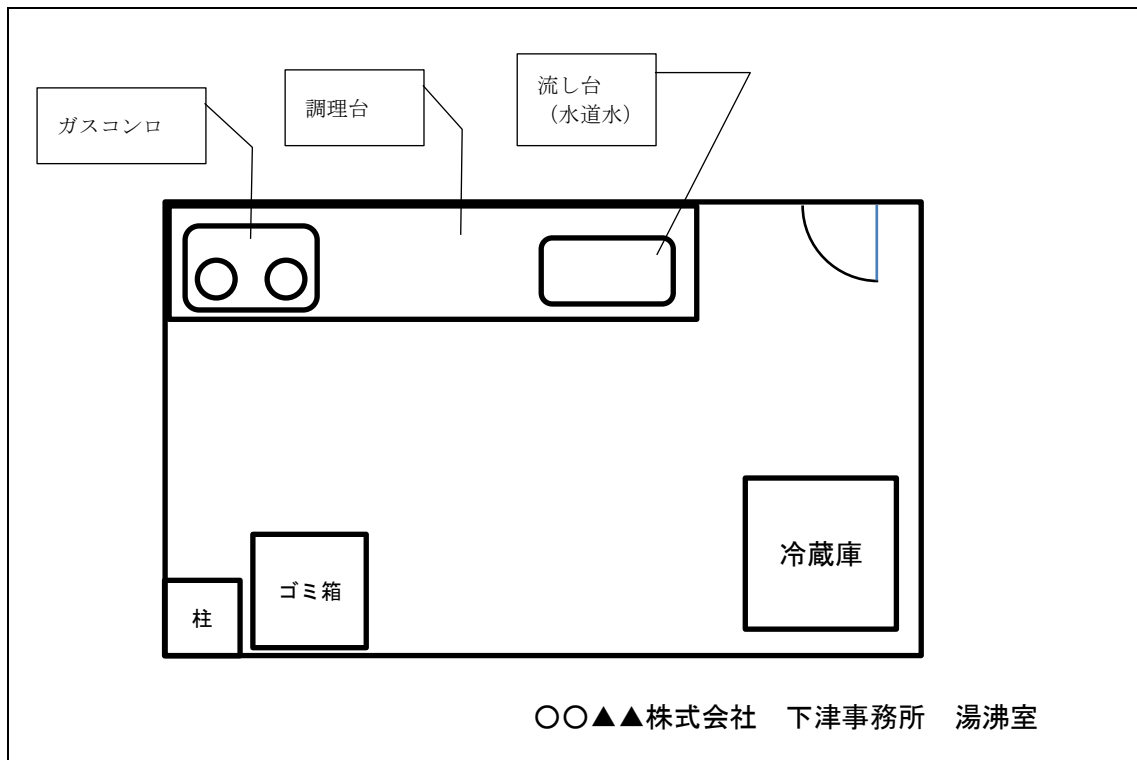 ガスコンロ
調理台
流し台
(水道水)
冷蔵庫
ゴミ箱
柱
○○▲▲株式会社　下津事務所　湯沸室